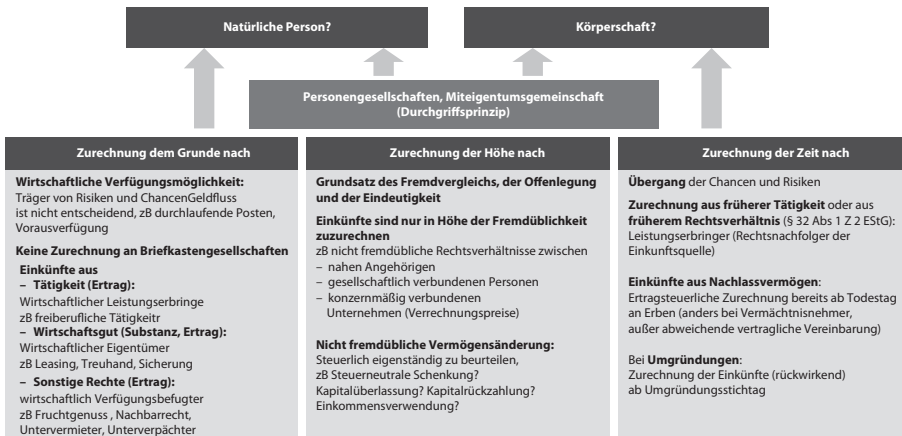 Natürliche Person?
Körperschaft?
Personengesellschaften, Miteigentumsgemeinschaft
(Durchgriffsprinzip)
Zurechnung dem Grunde nach
Wirtschaftliche Verfügungsmöglichkeit:
Träger von Risiken und ChancenGeldfluss
ist nicht entscheidend, zB durchlaufende Posten,
Vorausverfügung
Keine Zurechnung an Briefkastengesellschaften
Einkünfte aus
– Tätigkeit (Ertrag):
Wirtschaftlicher Leistungserbringe
zB freiberufliche Tätigkeitr
– Wirtschaftsgut (Substanz, Ertrag):
Wirtschaftlicher Eigentümer
zB Leasing, Treuhand, Sicherung
– Sonstige Rechte (Ertrag):
wirtschaftlich Verfügungsbefugter
zB Fruchtgenuss , Nachbarrecht,
Untervermieter, Unterverpächter
Zurechnung der Höhe nach
Grundsatz des Fremdvergleichs, der Offenlegung
und der Eindeutigkeit
Einkünfte sind nur in Höhe der Fremdüblichkeit
zuzurechnen
zB nicht fremdübliche Rechtsverhältnisse zwischen
– nahen Angehörigen
– gesellschaftlich verbundenen Personen
– konzernmäßig verbundenen
Unternehmen (Verrechnungspreise)
Nicht fremdübliche Vermögensänderung:
Steuerlich eigenständig zu beurteilen,
zB Steuerneutrale Schenkung?
Kapitalüberlassung? Kapitalrückzahlung?
Einkommensverwendung?
Zurechnung der Zeit nach
Übergang der Chancen und Risiken
Zurechnung aus früherer Tätigkeit oder aus
früherem Rechtsverhältnis (§ 32 Abs 1 Z 2 EStG):
Leistungserbringer (Rechtsnachfolger der
Einkunftsquelle)
Einkünfte aus Nachlassvermögen:
Ertragsteuerliche Zurechnung bereits ab Todestag
an Erben (anders bei Vermächtnisnehmer,
außer abweichende vertragliche Vereinbarung)
Bei Umgründungen:
Zurechnung der Einkünfte (rückwirkend)
ab Umgründungsstichtag